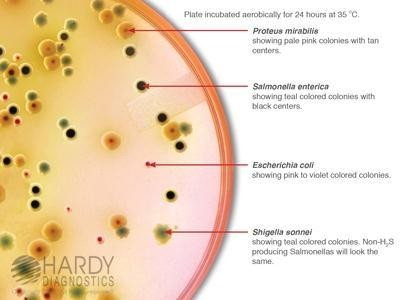 Plate incubated aerobically for 24 hours at 35 °C.
Proteus mirabilis
showing pale pink colonies with tan
centers.
Salmonella enterica
showing teal colored colonies with
black centers.
Escherichia coli
showing pink to violet colored colonies.
Shigella sonnei
showing teal colored colonies. Non-H₂S
producing Salmonellas will look the
same.
HARDY
DIAGNOSTICS